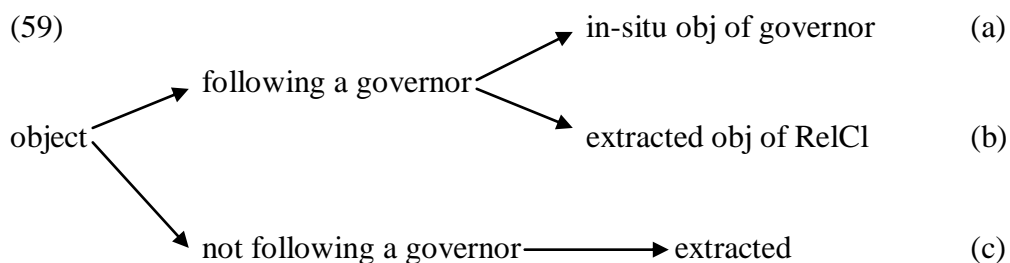 (59) in-situ obj of governor (a)
following a governor
object extracted obj of RelCl (b)
not following a governor extracted (c)